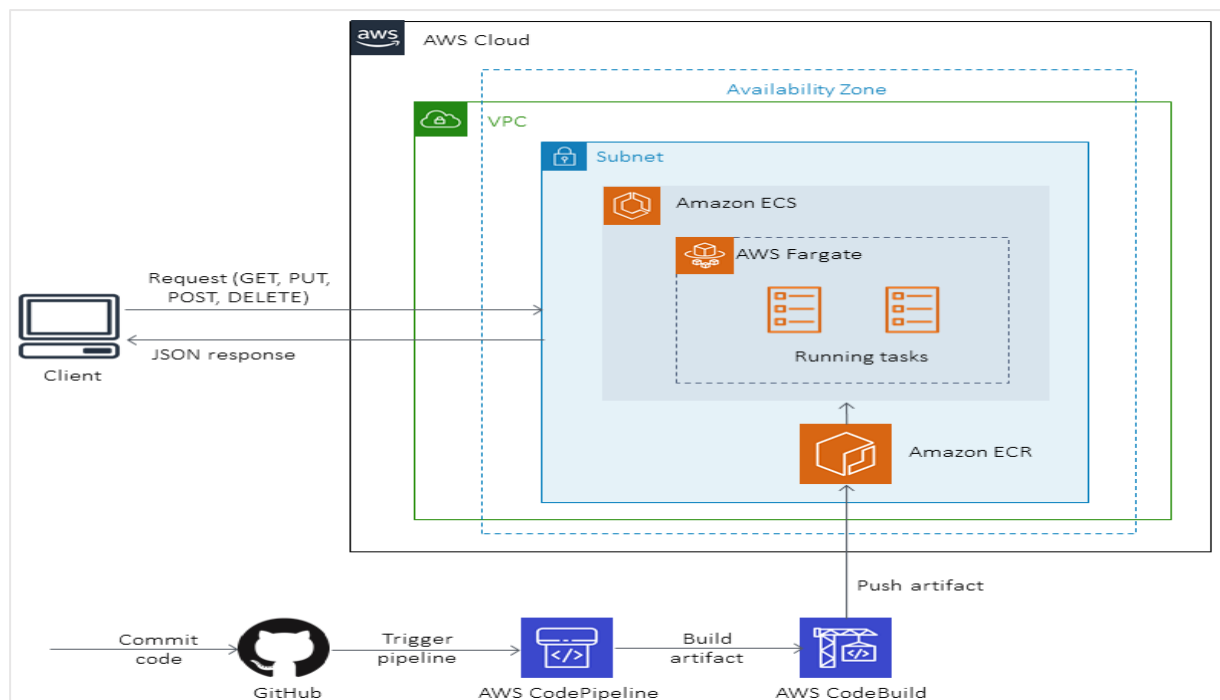 aws
AWS Cloud
Availability Zone
VPC
Subnet
Amazon ECS
AWS Fargate
Request (GET, PUT,
POST, DELETE)
JSON response
Client
Running tasks
Amazon ECR
Push artifact
Commit
code
Trigger
pipeline
Build
artifact
GitHub
AWS CodePipeline
AWS CodeBuild